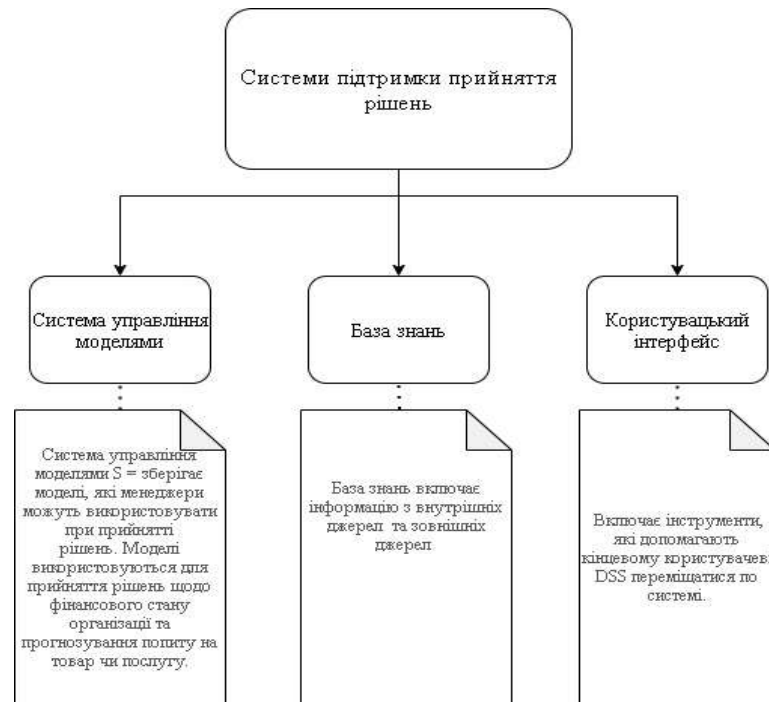 Системи підтримки прийняття
рішень
Система управління
моделями
База знань
Користувацький
інтерфейс
Система управління
моделями S = зберігає
моделі, які менеджери
можуть використовувати
при прийнятті
рішень. Моделі
використовуються для
прийняття рішень щодо
фінансового стану
організації та
прогнозування попиту на
товар чи послугу.
База знань включає
інформацію з внутрішніх
джерел та зовнішніх
джерел
Включає інструменти,
які допомагають
кінцевому користувачеві
DSS переміщатися по
системі.